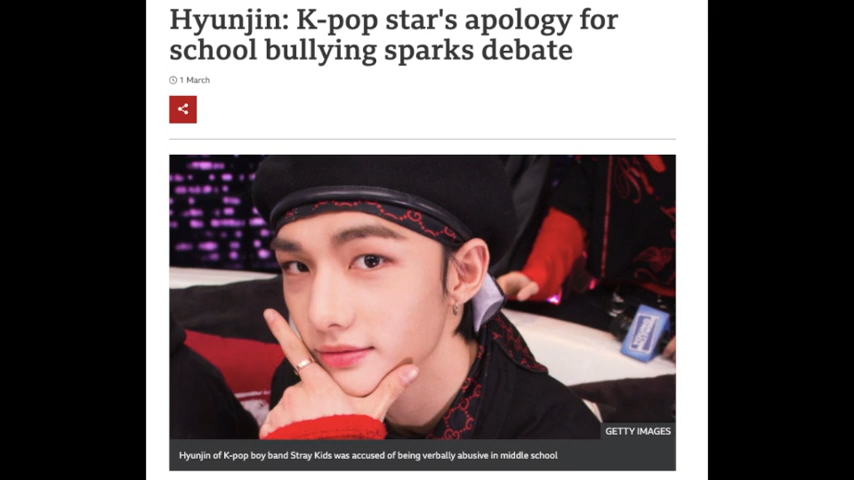 Hyunjin: K-pop star's apology for
school bullying sparks debate
1 March
GETTY IMAGES
Hyunjin of K-pop boy band Stray Kids was accused of being verbally abusive in middle school